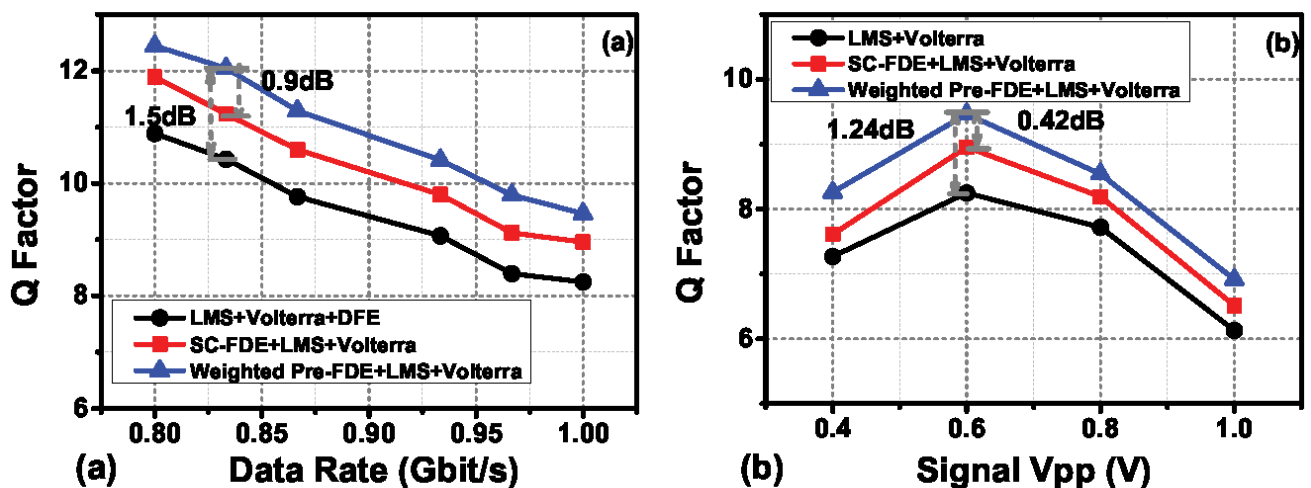 (a)
12
10
8
6
Q Factor
0.9dB
1.5dB
LMS+Volterra+DFE
SC-FDE+LMS+Volterra
Weighted Pre-FDE+LMS+Volterra
0.80
0.85
0.90
0.95
1.00
(a)
Data Rate (Gbit/s)
(b)
LMS+Volterra
SC-FDE+LMS+Volterra
Weighted Pre-FDE+LMS+Volterra
10
8
6
Q Factor
1.24dB
0.42dB
0.4
0.6
0.8
1.0
(b)
Signal Vpp (V)